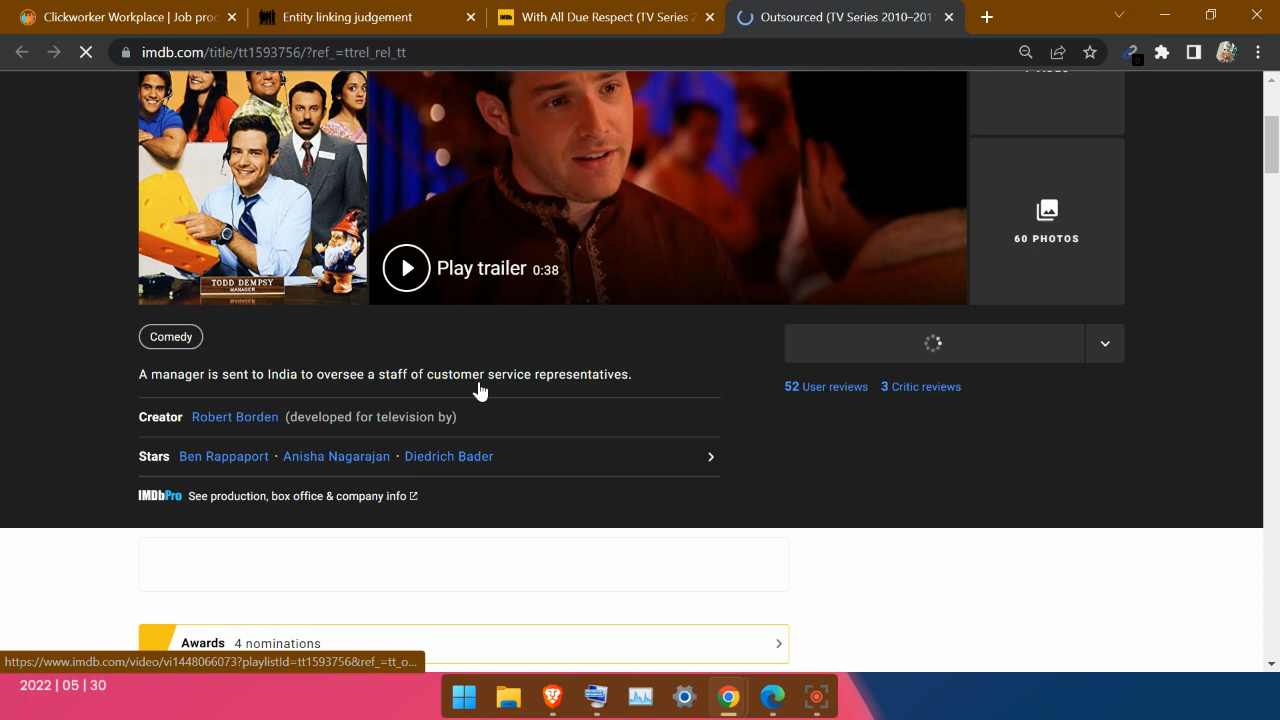 Clickworker Workplace | Job proc
Entity linking judgement
With All Due Respect (TV Series 2
Outsourced (TV Series 2010–201
imdb.com/title/tt1593756/?ref_=ttrel_rel_tt
0
TODD DEMPSY
MANAGER
Play trailer 0:38
60 PHOTOS
Comedy
A manager is sent to India to oversee a staff of customer service representatives.
Creator Robert Borden (developed for television by)
52 User reviews 3 Critic reviews
Stars Ben Rappaport · Anisha Nagarajan · Diedrich Bader
IMDbPro See production, box office & company info
Awards 4 nominations
https://www.imdb.com/video/vi1448066073?playlistId=tt1593756&ref_=tt_o...
2022 | 05 | 30